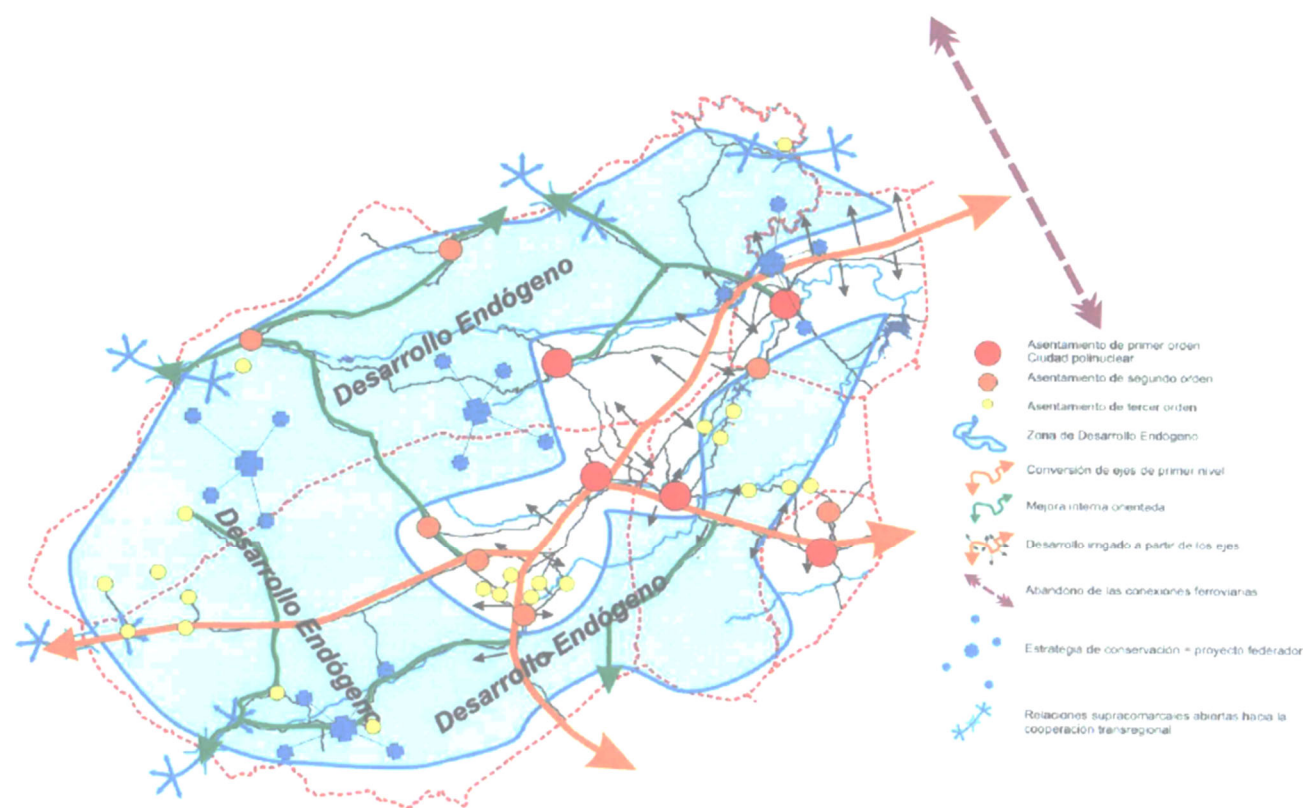 Desarrollo Endógeno
Desarrollo Endógeno
Desarrollo Endógeno
Asentamiento de primer orden
Ciudad polinuclear
Asentamiento de segundo orden
Asentamiento de tercer orden
Zona de Desarrollo Endógeno
Conversión de ejes de primer nivel
Mejora interna orientada
Desarrollo irrigado a partir de los ejes
Abandono de las conexiones ferroviarias
Estrategia de conservación = proyecto federador
Relaciones supracomarcales abiertas hacia la
cooperación transregional